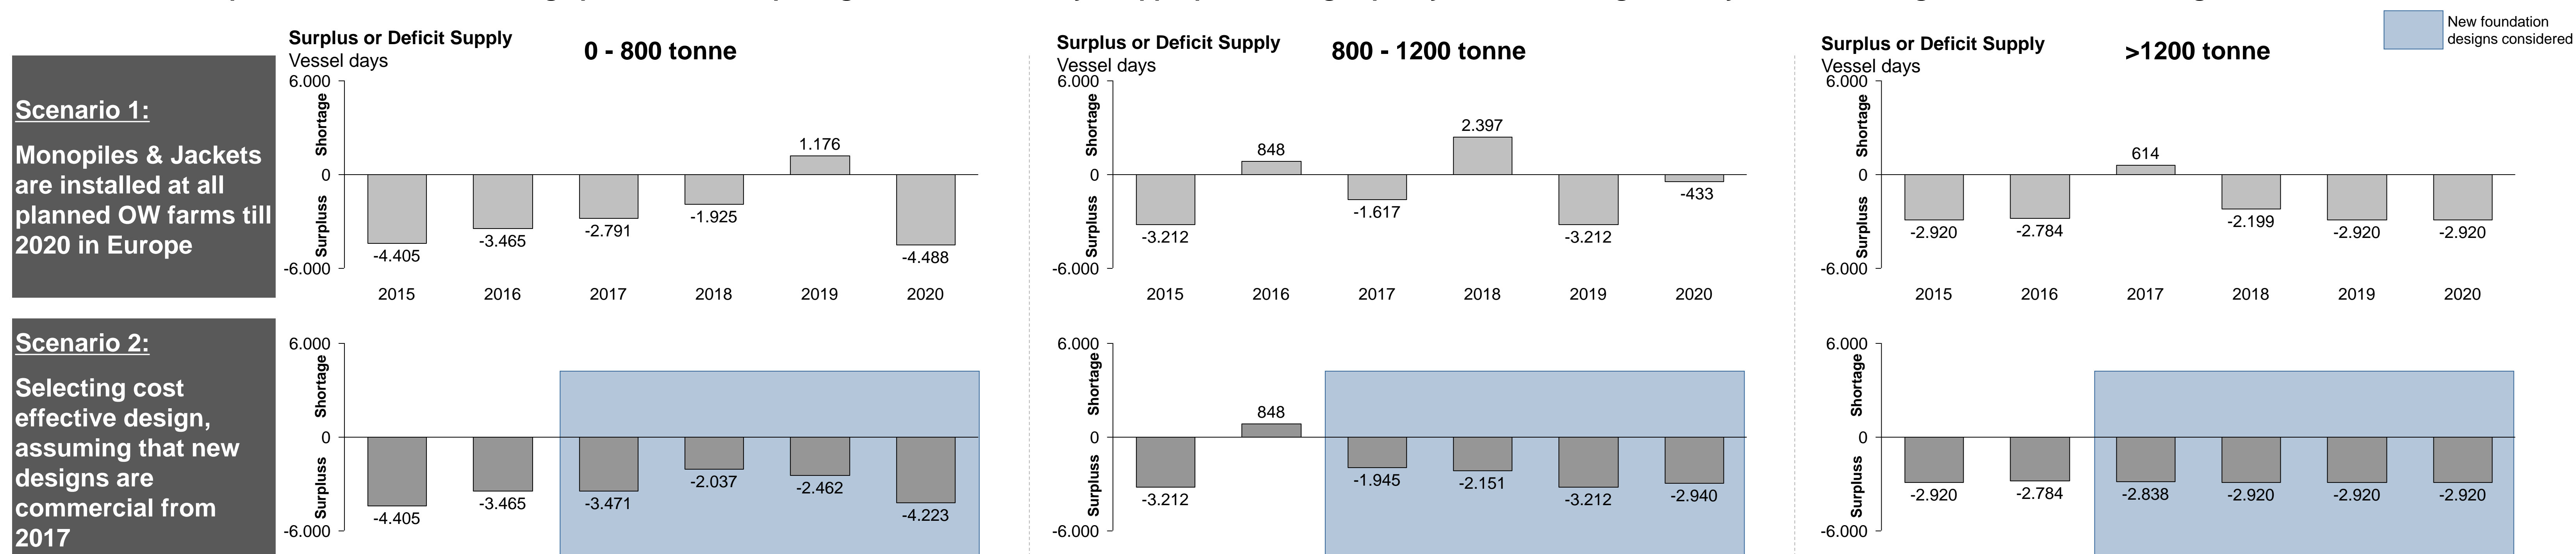 New foundation
designs considered
Surplus or Deficit Supply
Vessel days
0 - 800 tonne
Surplus or Deficit Supply
Vessel days
800 - 1200 tonne
Surplus or Deficit Supply
Vessel days
>1200 tonne
Scenario 1:
Monopiles & Jackets
are installed at all
planned OW farms till
2020 in Europe
6.000
0
-6.000
Shortage
Surpluss
-4.405
-3.465
-2.791
-1.925
1.176
-4.488
2015 2016 2017 2018 2019 2020
6.000
0
-6.000
Shortage
Surpluss
-3.212
848
-1.617
2.397
-3.212
-433
2015 2016 2017 2018 2019 2020
6.000
0
-6.000
Shortage
Surpluss
-2.920
-2.784
614
-2.199
-2.920
-2.920
2015 2016 2017 2018 2019 2020
Scenario 2:
Selecting cost
effective design,
assuming that new
designs are
commercial from
2017
6.000
0
-6.000
Shortage
Surpluss
-4.405
-3.465
-3.471
-2.037
-2.462
-4.223
6.000
0
-6.000
Shortage
Surpluss
-3.212
848
-1.945
-2.151
-3.212
-2.940
6.000
0
-6.000
Shortage
Surpluss
-2.920
-2.784
-2.838
-2.920
-2.920
-2.920